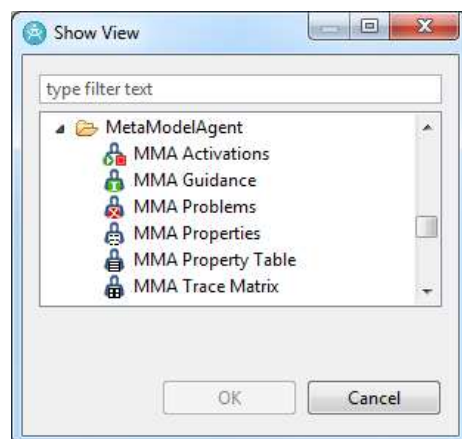 Show View
type filter text
MetaModelAgent
MMA Activations
MMA Guidance
MMA Problems
MMA Properties
MMA Property Table
MMA Trace Matrix
OK
Cancel